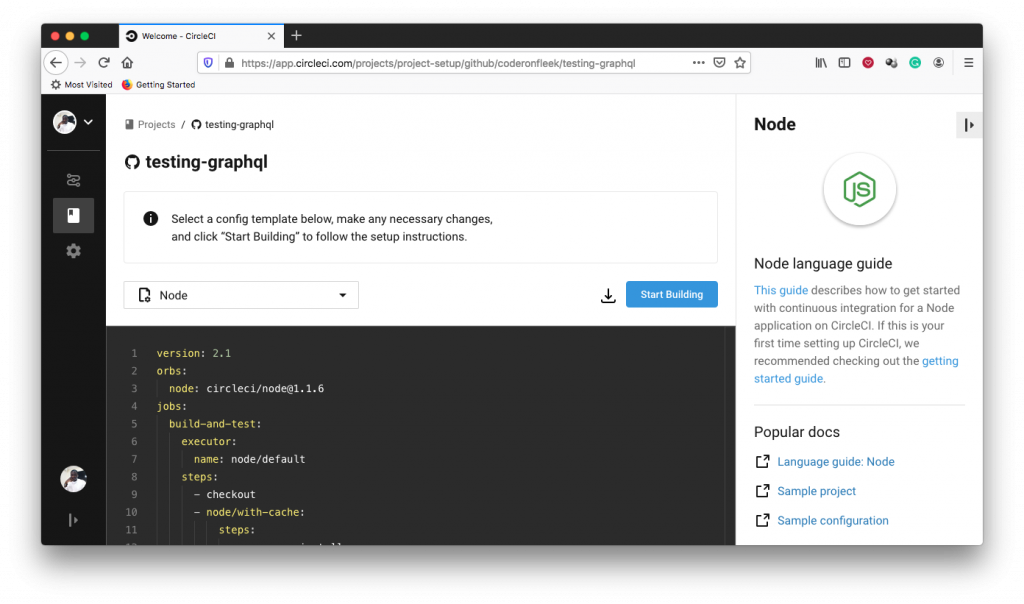 Welcome - CircleCI
https://app.circleci.com/projects/project-setup/github/coderonfleek/testing-graphql
Most Visited
Getting Started
Projects / testing-graphql
testing-graphql
Select a config template below, make any necessary changes,
and click “Start Building” to follow the setup instructions.
Node
Start Building
1 version: 2.1
2 orbs:
3 node: circleci/node@1.1.6
4 jobs:
5 build-and-test:
6 executor:
7 name: node/default
8 steps:
9 - checkout
10 - node/with-cache:
11 steps:
Node
JS
Node language guide
This guide describes how to get started
with continuous integration for a Node
application on CircleCI. If this is your
first time setting up CircleCI, we
recommended checking out the getting
started guide.
Popular docs
Language guide: Node
Sample project
Sample configuration